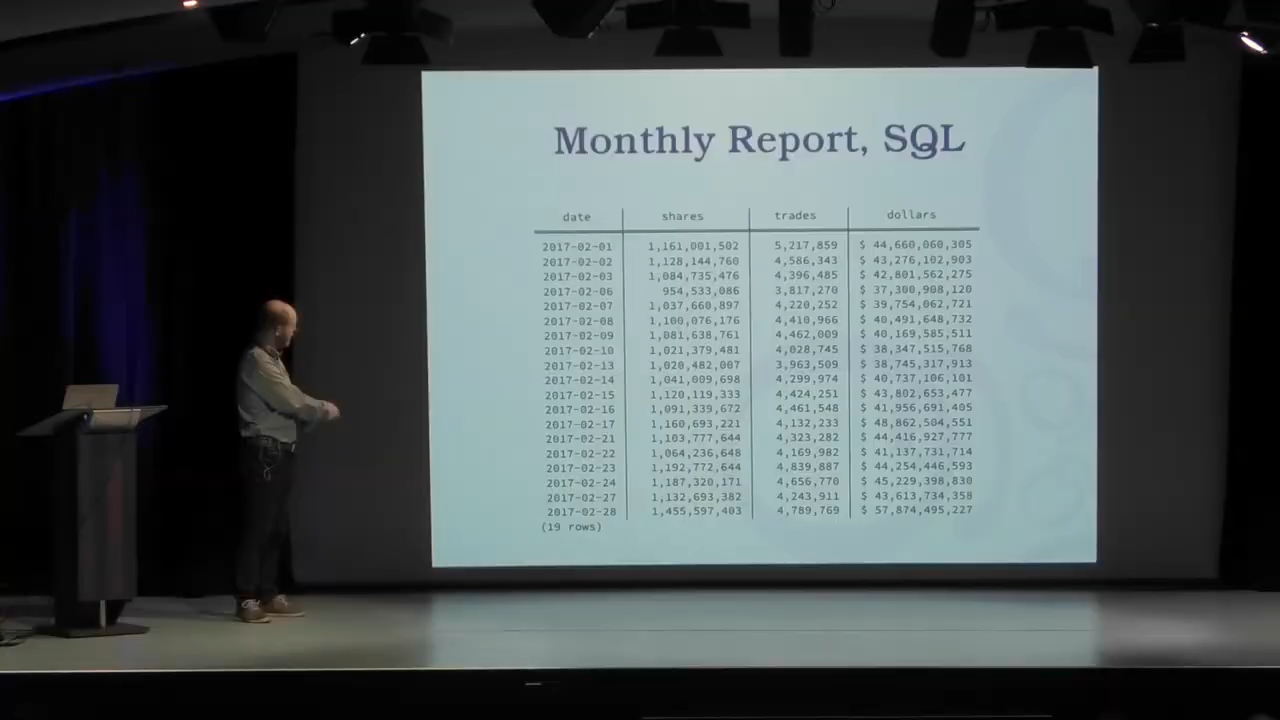 Monthly Report, SQL
date | shares | trades | dollars
2017-02-01 | 1,161,001,502 | 5,217,859 | $ 44,660,060,305
2017-02-02 | 1,128,144,760 | 4,586,343 | $ 43,276,102,903
2017-02-03 | 1,084,735,476 | 4,396,485 | $ 42,801,562,275
2017-02-06 | 954,533,086 | 3,817,270 | $ 37,300,908,120
2017-02-07 | 1,037,660,897 | 4,220,252 | $ 39,754,062,721
2017-02-08 | 1,100,076,176 | 4,410,966 | $ 40,491,648,732
2017-02-09 | 1,081,638,761 | 4,462,009 | $ 40,169,585,511
2017-02-10 | 1,021,379,481 | 4,028,745 | $ 38,347,515,768
2017-02-13 | 1,020,482,007 | 3,963,509 | $ 38,745,317,913
2017-02-14 | 1,041,009,698 | 4,299,974 | $ 40,737,106,101
2017-02-15 | 1,120,119,333 | 4,424,251 | $ 43,802,653,477
2017-02-16 | 1,091,339,672 | 4,461,548 | $ 41,956,691,405
2017-02-17 | 1,160,693,221 | 4,132,233 | $ 48,862,504,551
2017-02-21 | 1,103,777,644 | 4,323,282 | $ 44,416,927,777
2017-02-22 | 1,064,236,648 | 4,169,982 | $ 41,137,731,714
2017-02-23 | 1,192,772,644 | 4,839,887 | $ 44,254,446,593
2017-02-24 | 1,187,320,171 | 4,656,770 | $ 45,229,398,830
2017-02-27 | 1,132,693,382 | 4,243,911 | $ 43,613,734,358
2017-02-28 | 1,455,597,403 | 4,789,769 | $ 57,874,495,227
(19 rows)